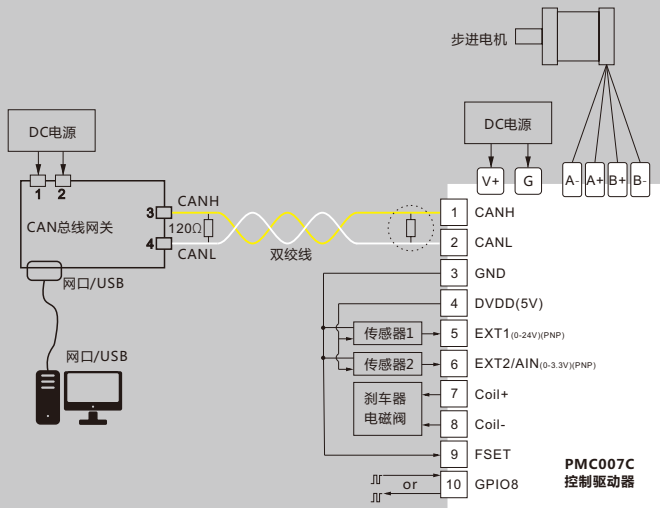 步进电机
DC电源
1
2
CAN总线网关
3
4
CANH
120Ω
CANL
双绞线
网口/USB
网口/USB
DC电源
V+
G
A-
A+
B+
B-
1 CANH
2 CANL
3 GND
4 DVDD(5V)
传感器1
5 EXT1(0-24V)(PNP)
传感器2
6 EXT2/AIN(0-3.3V)(PNP)
刹车器
电磁阀
7 Coil+
8 Coil-
9 FSET
or
10 GPIO8
PMC007C
控制驱动器